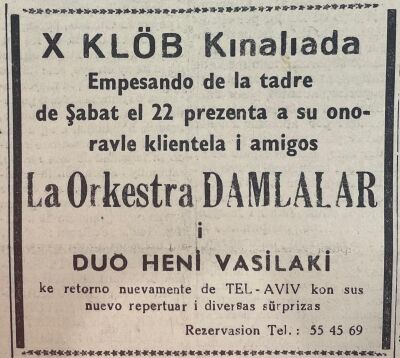 X KLÖB Kınalıada
Empesando de la tadre
de Şabat el 22 prezenta a su ono-
ravle klientela i amigos
La Orkestra DAMLALAR
i
DUO HENİ VASİLAKİ
ke retorno nuevamente de TEL-AVIV kon sus
nuevo repertuar i diversas sürprizas
Rezervasion Tel. : 55 45 69